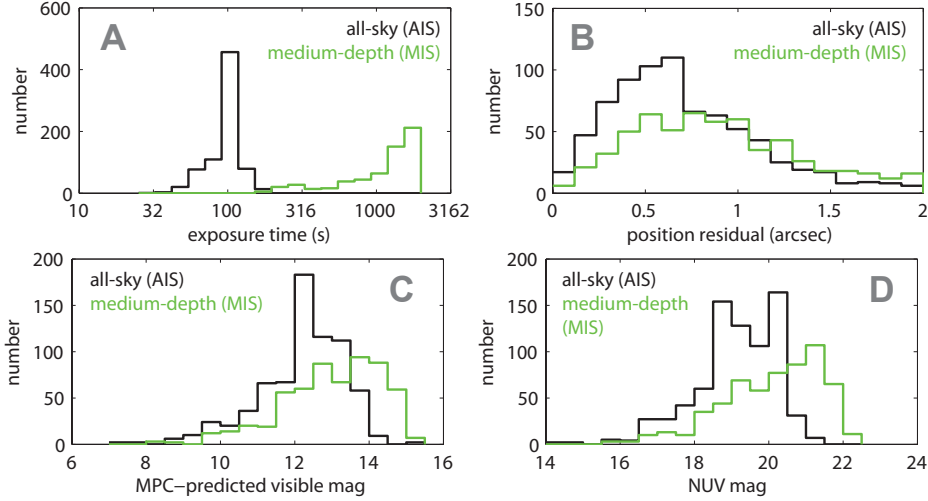 A
all-sky (AIS)
medium-depth (MIS)
number
600
400
200
0
10 32 100 316 1000 3162
exposure time (s)
B
all-sky (AIS)
medium-depth (MIS)
number
150
100
50
0
0 0.5 1 1.5 2
position residual (arcsec)
C
all-sky (AIS)
medium-depth (MIS)
number
200
150
100
50
0
6 8 10 12 14 16
MPC−predicted visible mag
D
all-sky (AIS)
medium-depth
(MIS)
number
200
150
100
50
0
14 16 18 20 22 24
NUV mag